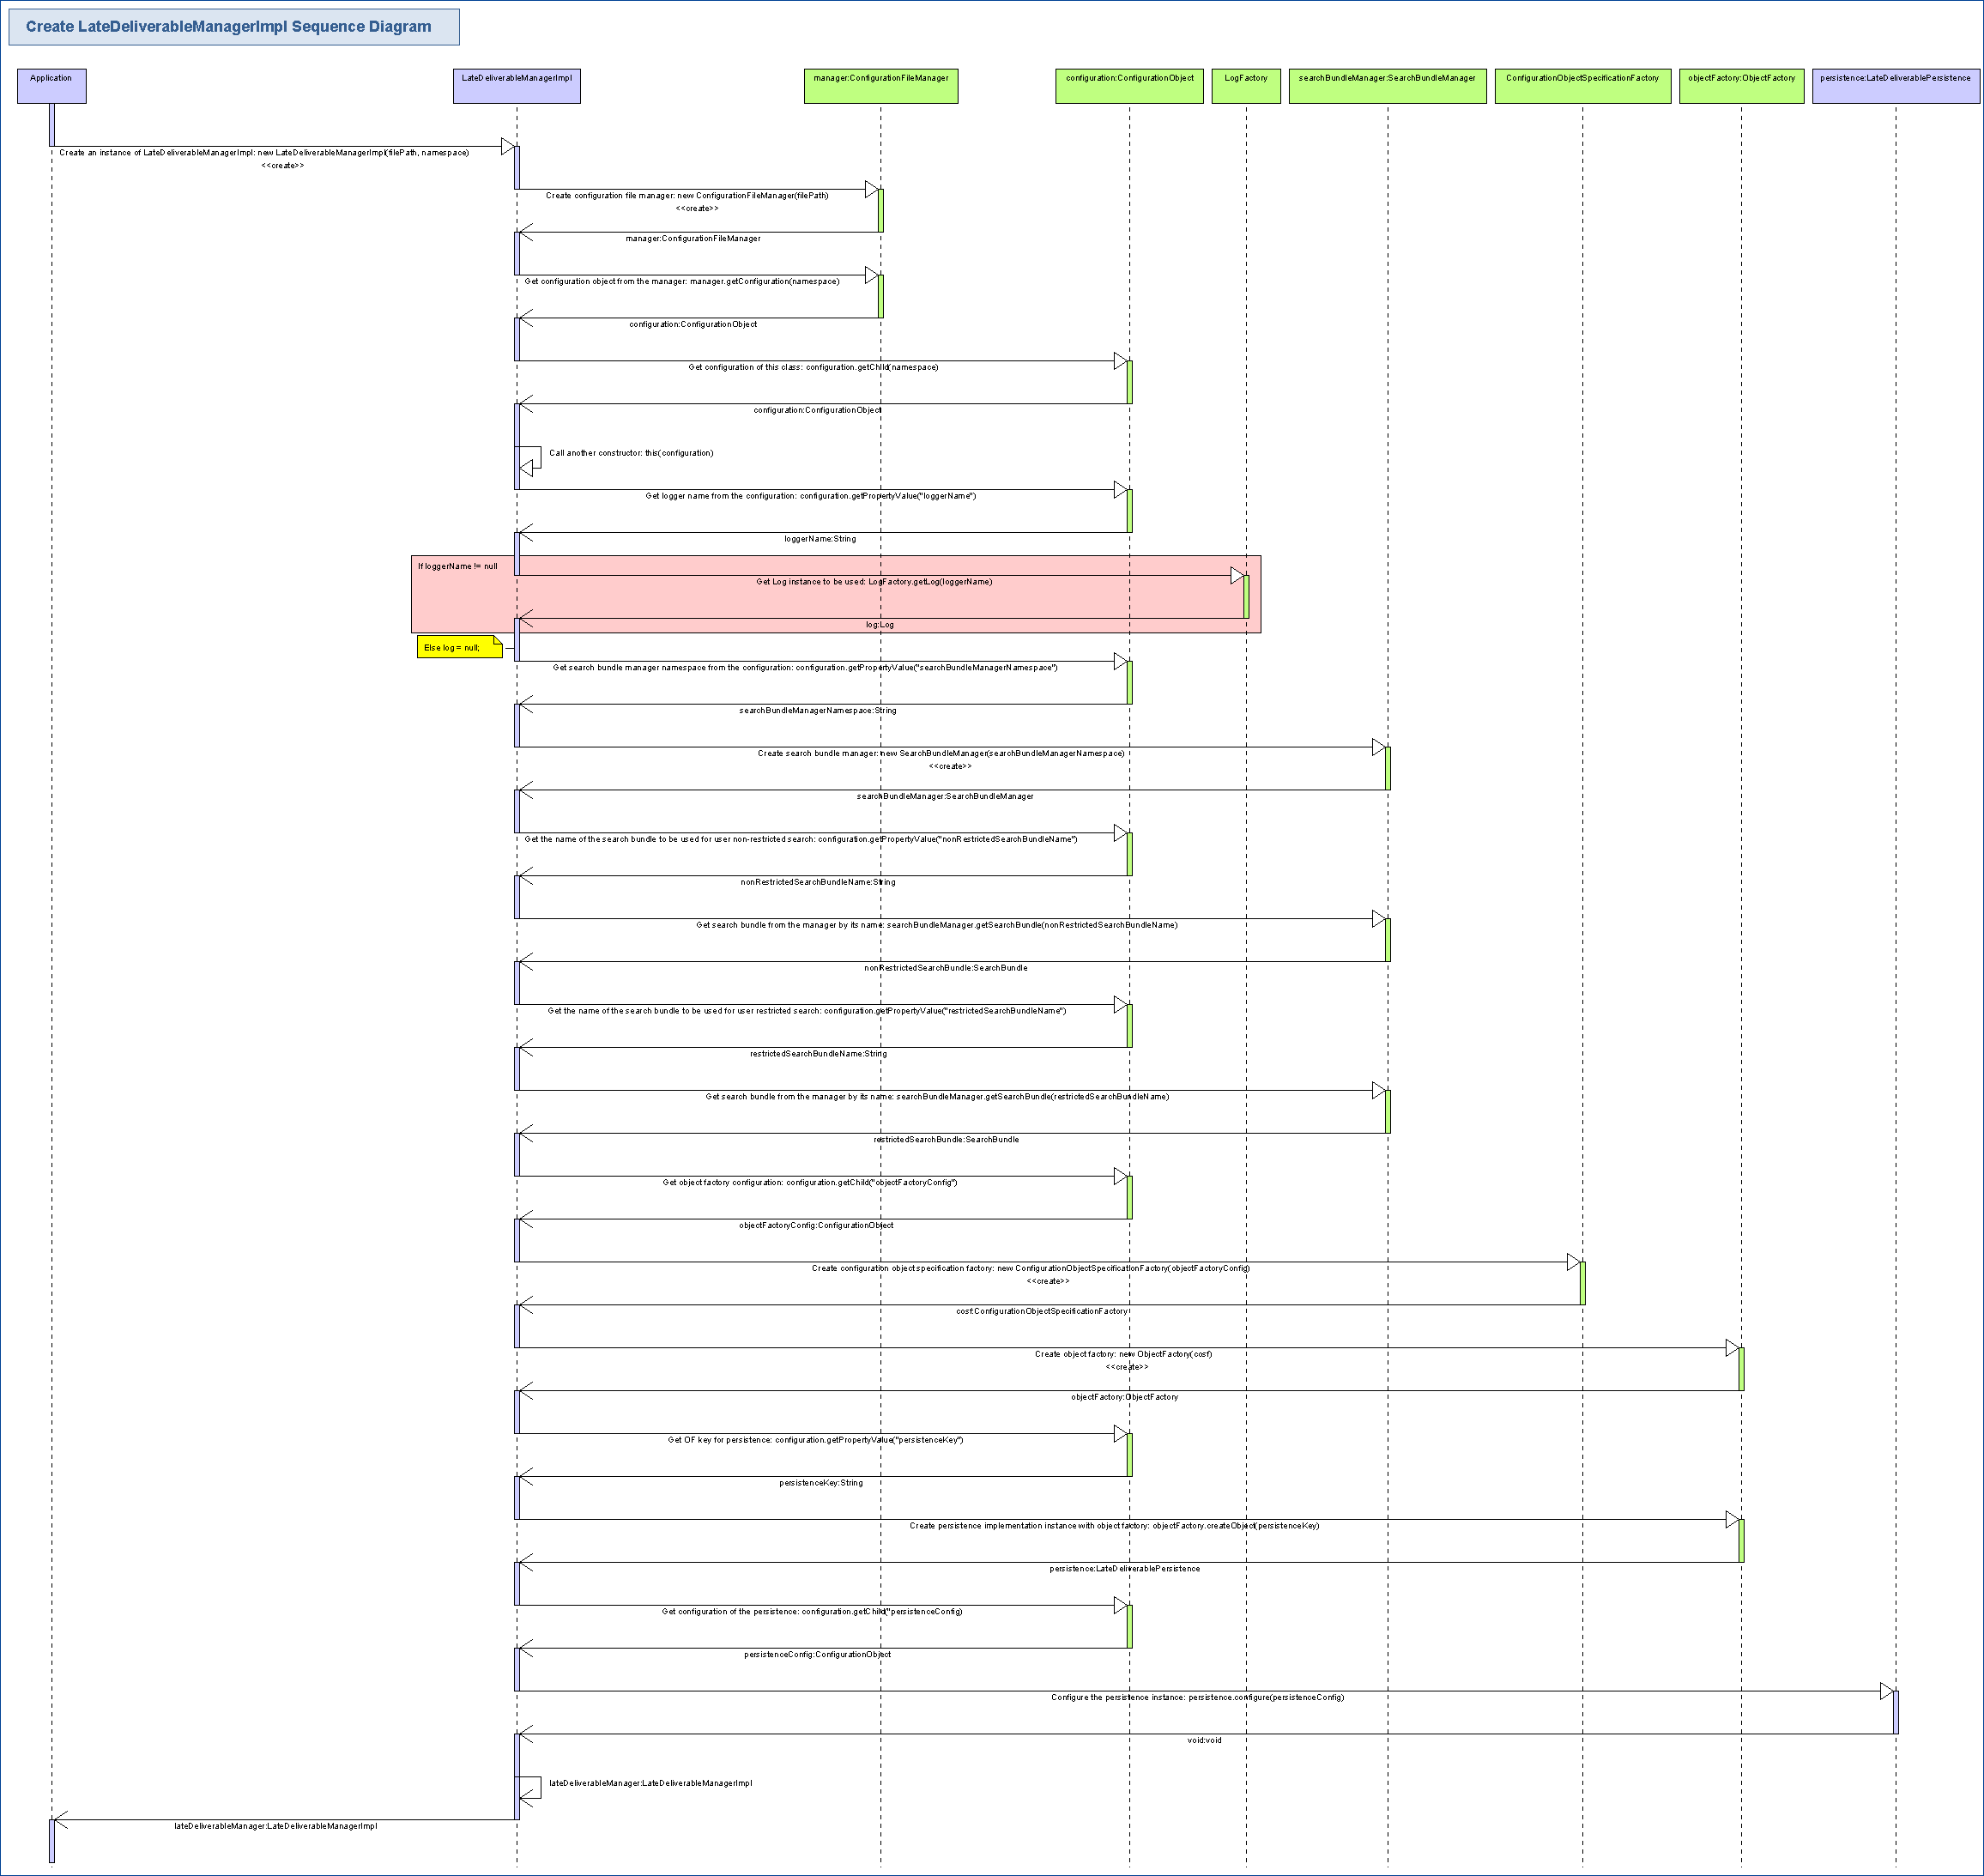 Create LateDeliverableManagerImpl Sequence Diagram
Application
LateDeliverableManagerImpl
manager:ConfigurationFileManager
configuration:ConfigurationObject
LogFactory
searchBundleManager:SearchBundleManager
ConfigurationObjectSpecificationFactory
objectFactory:ObjectFactory
persistence:LateDeliverablePersistence
Create an instance of LateDeliverableManagerImpl: new LateDeliverableManagerImpl(filePath, namespace)
<<create>>
Create configuration file manager: new ConfigurationFileManager(filePath)
<<create>>
manager:ConfigurationFileManager
Get configuration object from the manager: manager.getConfiguration(namespace)
configuration:ConfigurationObject
Get configuration of this class: configuration.getChild(namespace)
configuration:ConfigurationObject
Call another constructor: this(configuration)
Get logger name from the configuration: configuration.getPropertyValue("loggerName")
loggerName:String
If loggerName != null
Get Log instance to be used: LogFactory.getLog(loggerName)
log:Log
Else log = null;
Get search bundle manager namespace from the configuration: configuration.getPropertyValue("searchBundleManagerNamespace")
searchBundleManagerNamespace:String
Create search bundle manager: new SearchBundleManager(searchBundleManagerNamespace)
<<create>>
searchBundleManager:SearchBundleManager
Get the name of the search bundle to be used for user non-restricted search: configuration.getPropertyValue("nonRestrictedSearchBundleName")
nonRestrictedSearchBundleName:String
Get search bundle from the manager by its name: searchBundleManager.getSearchBundle(nonRestrictedSearchBundleName)
nonRestrictedSearchBundle:SearchBundle
Get the name of the search bundle to be used for user restricted search: configuration.getPropertyValue("restrictedSearchBundleName")
restrictedSearchBundleName:String
Get search bundle from the manager by its name: searchBundleManager.getSearchBundle(restrictedSearchBundleName)
restrictedSearchBundle:SearchBundle
Get object factory configuration: configuration.getChild("objectFactoryConfig")
objectFactoryConfig:ConfigurationObject
Create configuration object specification factory: new ConfigurationObjectSpecificationFactory(objectFactoryConfig)
<<create>>
cosf:ConfigurationObjectSpecificationFactory
Create object factory: new ObjectFactory(cosf)
<<create>>
objectFactory:ObjectFactory
Get OF key for persistence: configuration.getPropertyValue("persistenceKey")
persistenceKey:String
Create persistence implementation instance with object factory: objectFactory.createObject(persistenceKey)
persistence:LateDeliverablePersistence
Get configuration of the persistence: configuration.getChild("persistenceConfig)
persistenceConfig:ConfigurationObject
Configure the persistence instance: persistence.configure(persistenceConfig)
void:void
lateDeliverableManager:LateDeliverableManagerImpl
lateDeliverableManager:LateDeliverableManagerImpl